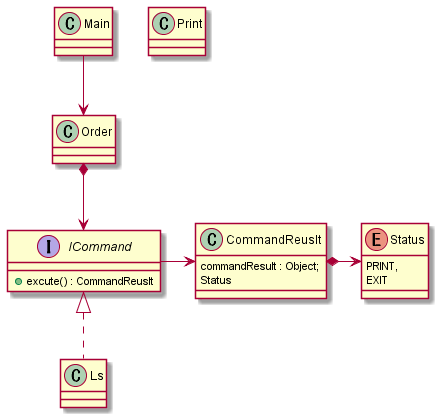 C Main
C Print
C Order
I ICommand
excute() : CommandReuslt
C CommandReuslt
commandResult : Object;
Status
E Status
PRINT,
EXIT
C Ls